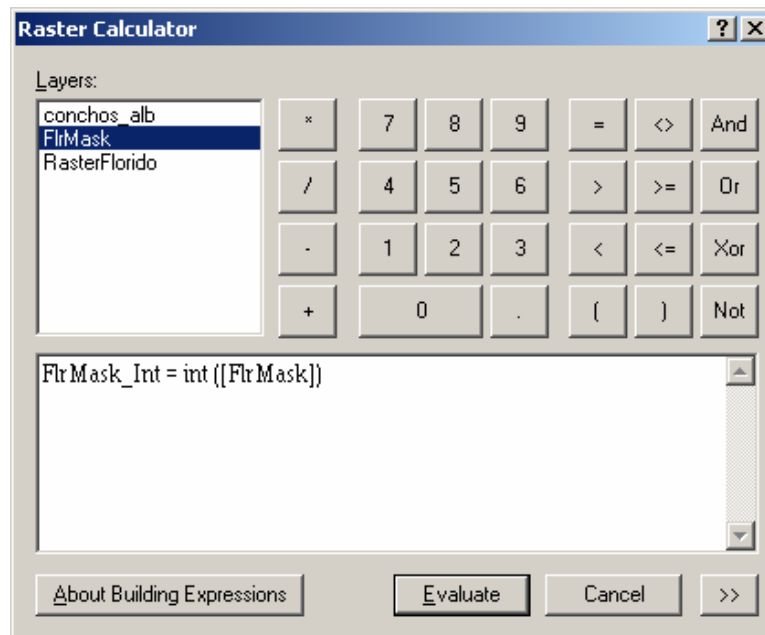 Raster Calculator ? ×
Layers:
conchos_alb
FlrMask
RasterFlorido
* 7 8 9 = <> And
/ 4 5 6 > >= Or
- 1 2 3 < <= Xor
+ 0 . ( ) Not
FlrMask_Int = int ([FlrMask])
About Building Expressions Evaluate Cancel >>